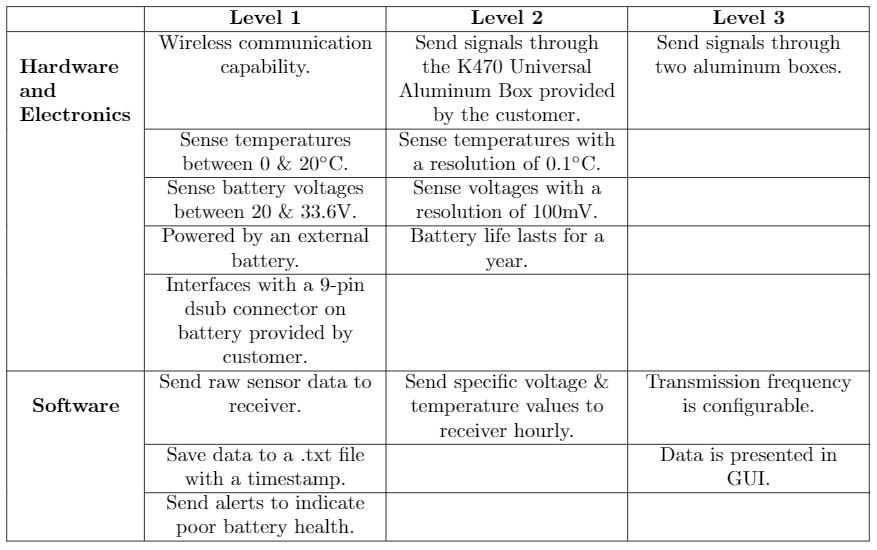 Level 1 Level 2 Level 3
Hardware and Electronics
Wireless communication
capability.
Send signals through
the K470 Universal
Aluminum Box provided
by the customer.
Send signals through
two aluminum boxes.
Sense temperatures
between 0 & 20°C.
Sense temperatures with
a resolution of 0.1°C.
Sense battery voltages
between 20 & 33.6V.
Sense voltages with a
resolution of 100mV.
Powered by an external
battery.
Battery life lasts for a
year.
Interfaces with a 9-pin
dsub connector on
battery provided by
customer.
Software
Send raw sensor data to
receiver.
Send specific voltage &
temperature values to
receiver hourly.
Transmission frequency
is configurable.
Save data to a .txt file
with a timestamp.
Data is presented in
GUI.
Send alerts to indicate
poor battery health.